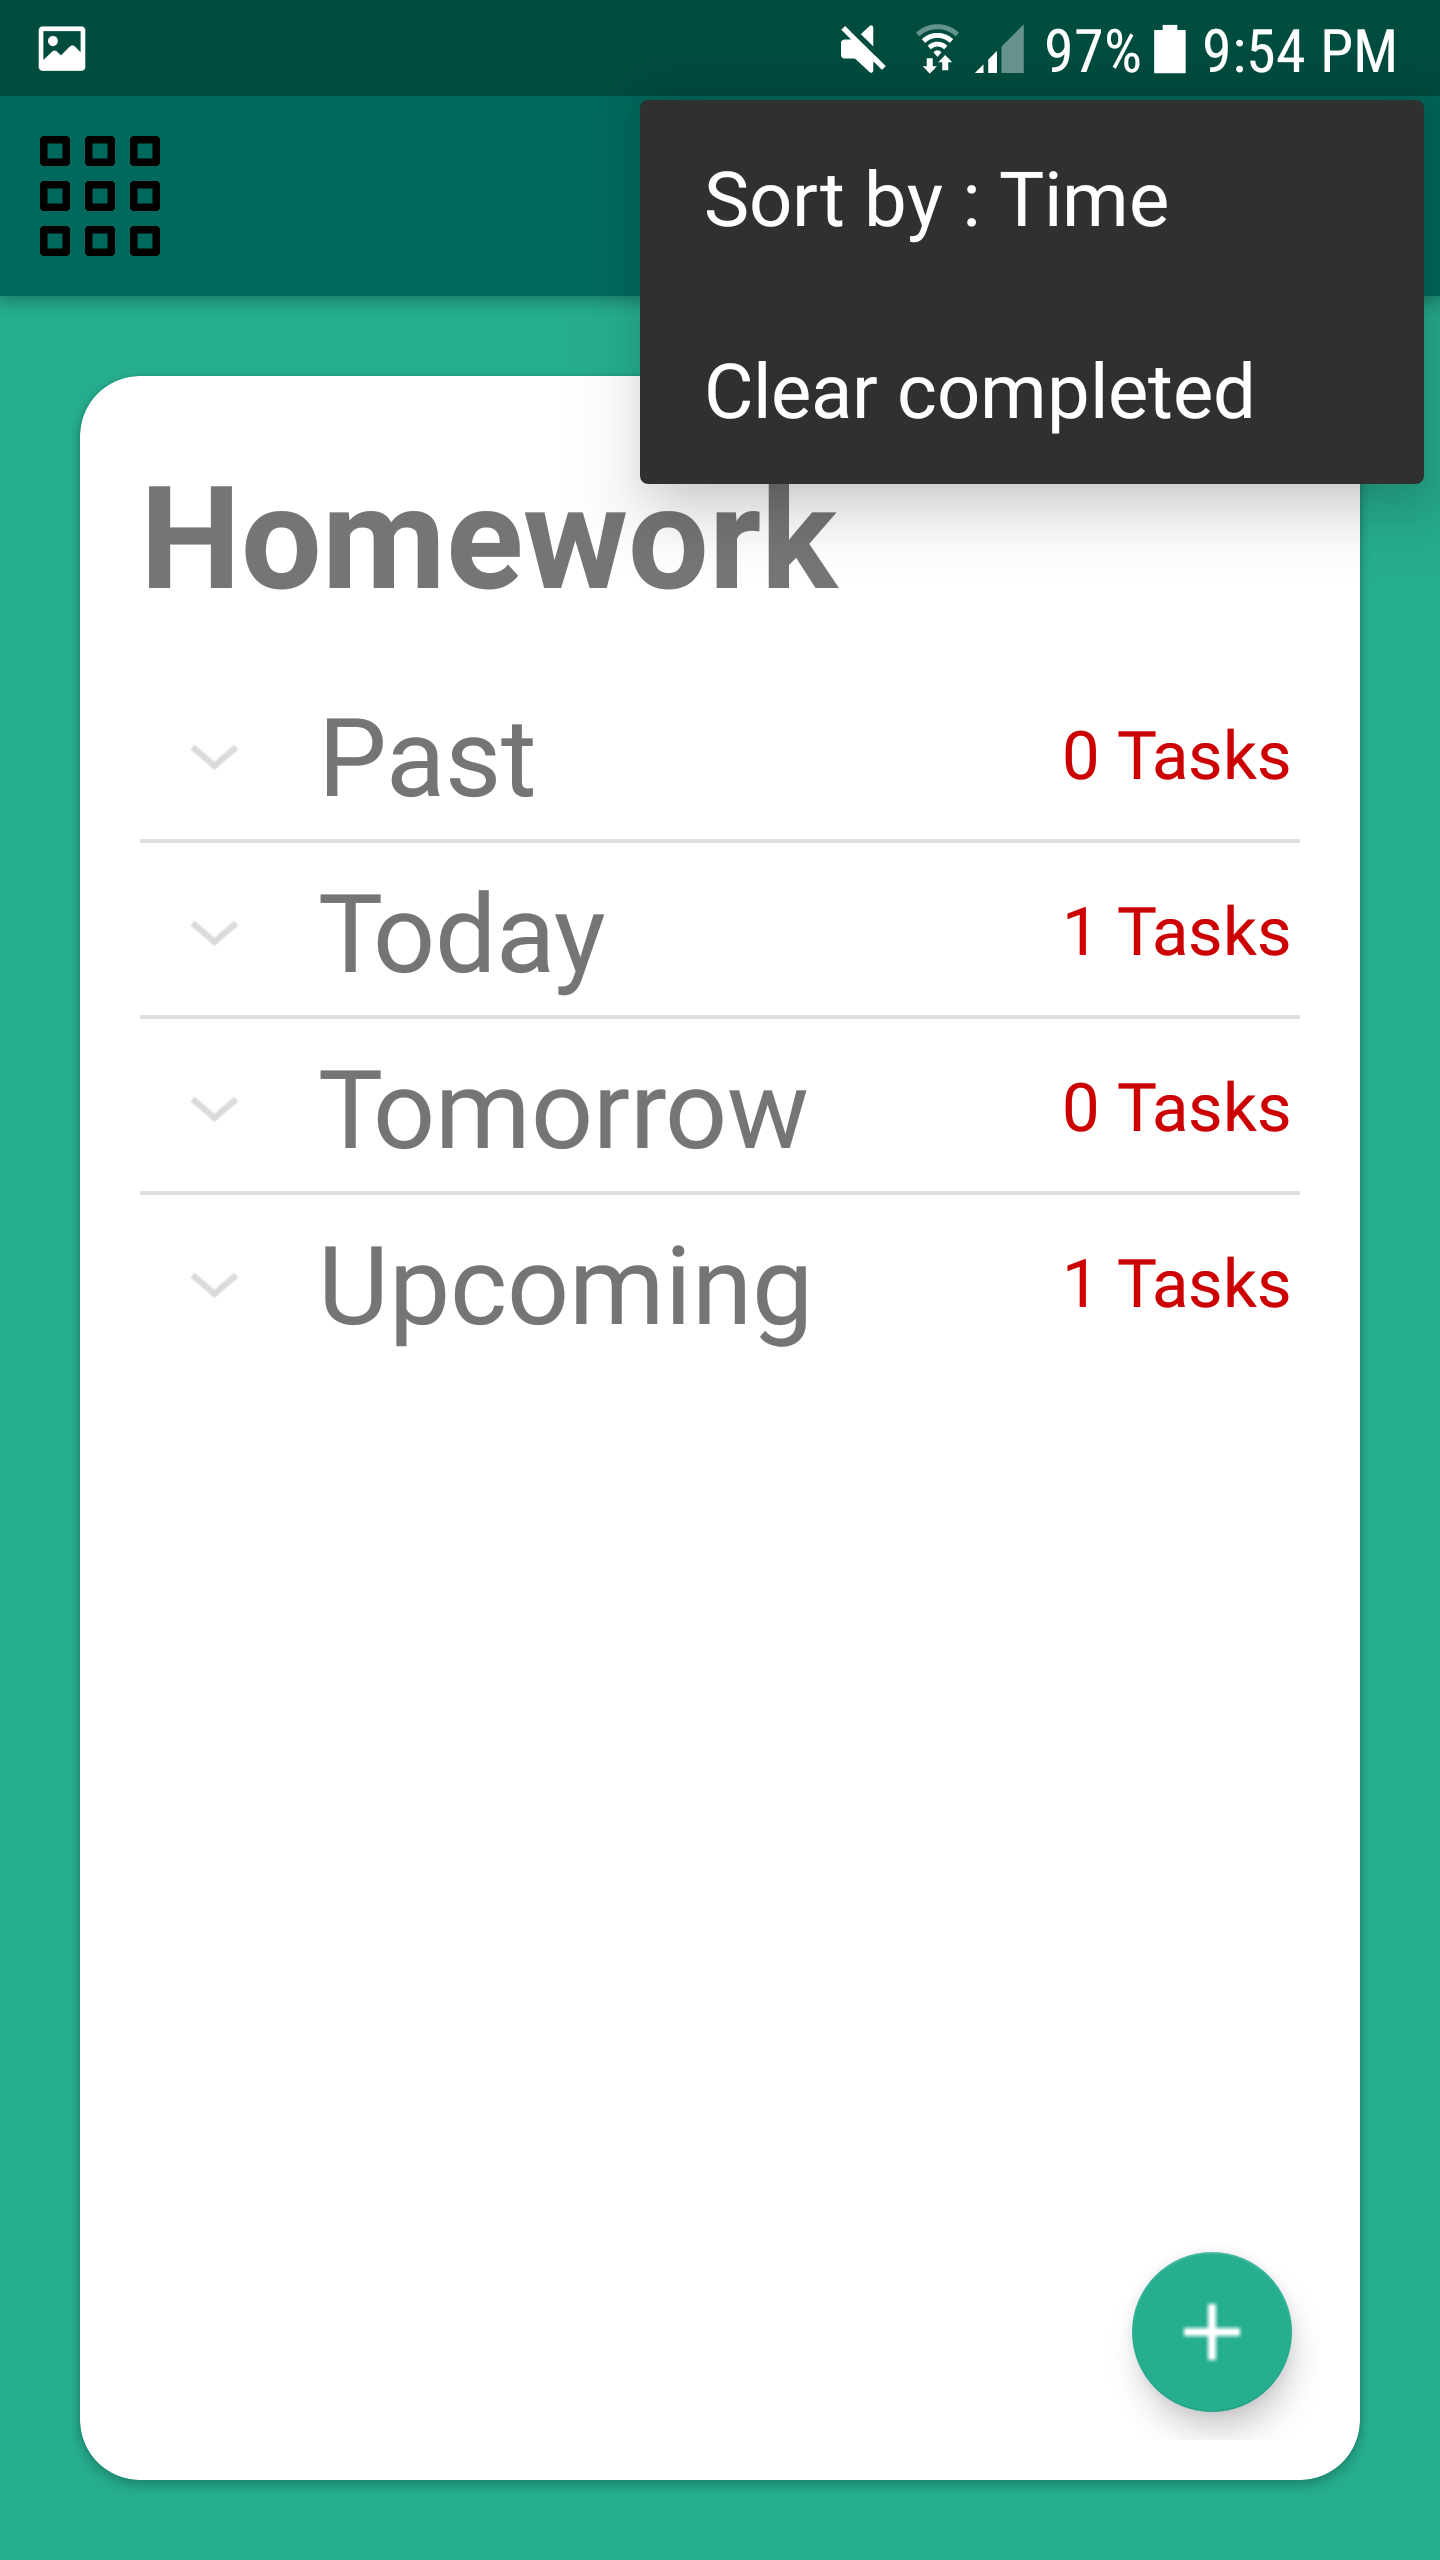 97% 9:54 PM
Sort by : Time
Clear completed
Homework
Past 0 Tasks
Today 1 Tasks
Tomorrow 0 Tasks
Upcoming 1 Tasks